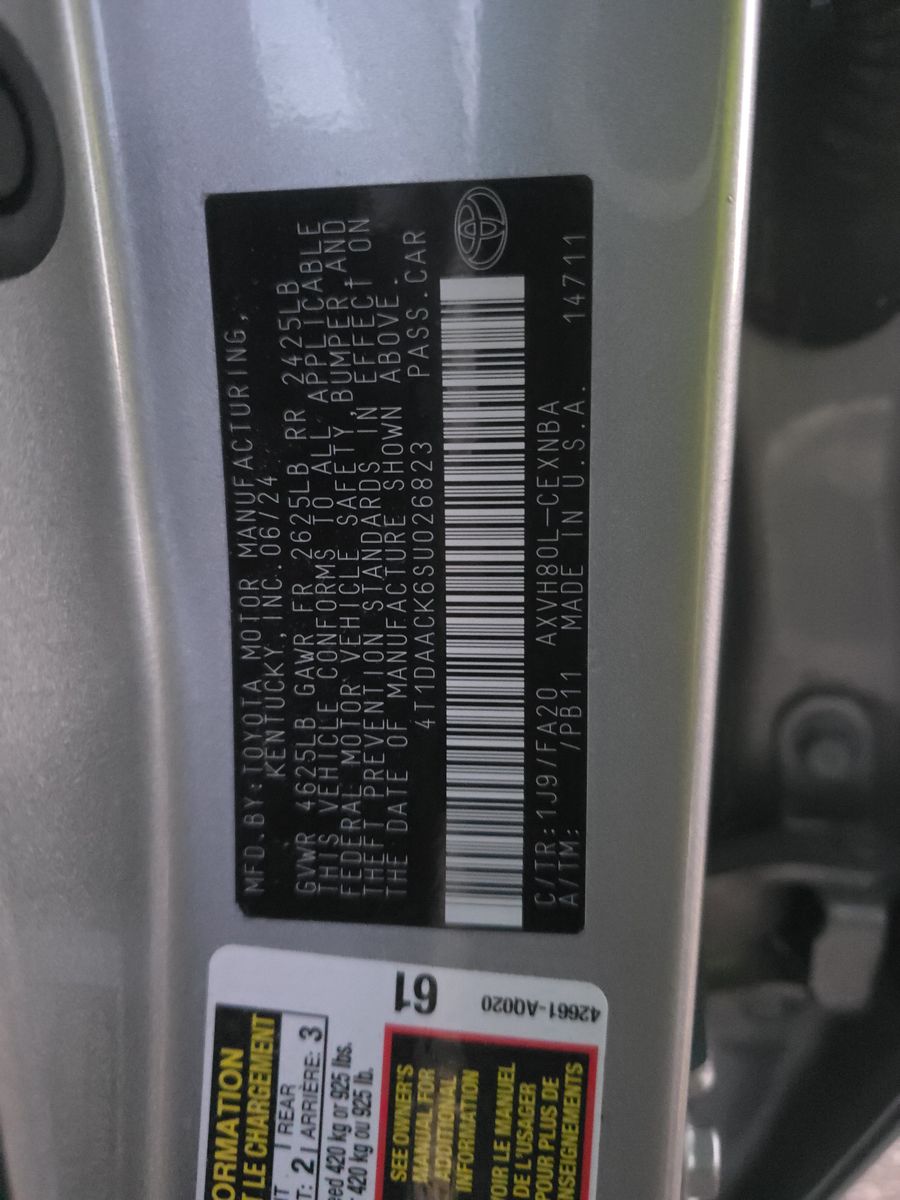 MFD.BY:TOYOTA MOTOR MANUFACTURING,
KENTUCKY, INC. 06/24
GVWR 4625LB GAWR FR 2625LB RR 2425LB
THIS VEHICLE CONFORMS TO ALL APPLICABLE
FEDERAL MOTOR VEHICLE SAFETY, BUMPER, AND
THEFT PREVENTION STANDARDS IN EFFECT ON
THE DATE OF MANUFACTURE SHOWN ABOVE.
4T1DAACK6SU026823 PASS.CAR
C/TR:1J9/FA20 AXVH80L-CEXNBA
A/TM: /PB11 MADE IN U.S.A. 14711
ORMATION
T LE CHARGEMENT
REAR
T: 2 ARRIÈRE: 3
eed 420 kg or 925 lbs.
420 kg ou 925 lb.
61
42661-AQ020
SEE OWNER'S
MANUAL FOR
ADDITIONAL
INFORMATION
VOIR LE MANUEL
DE L'USAGER
POUR PLUS DE
NSEIGNEMENTS